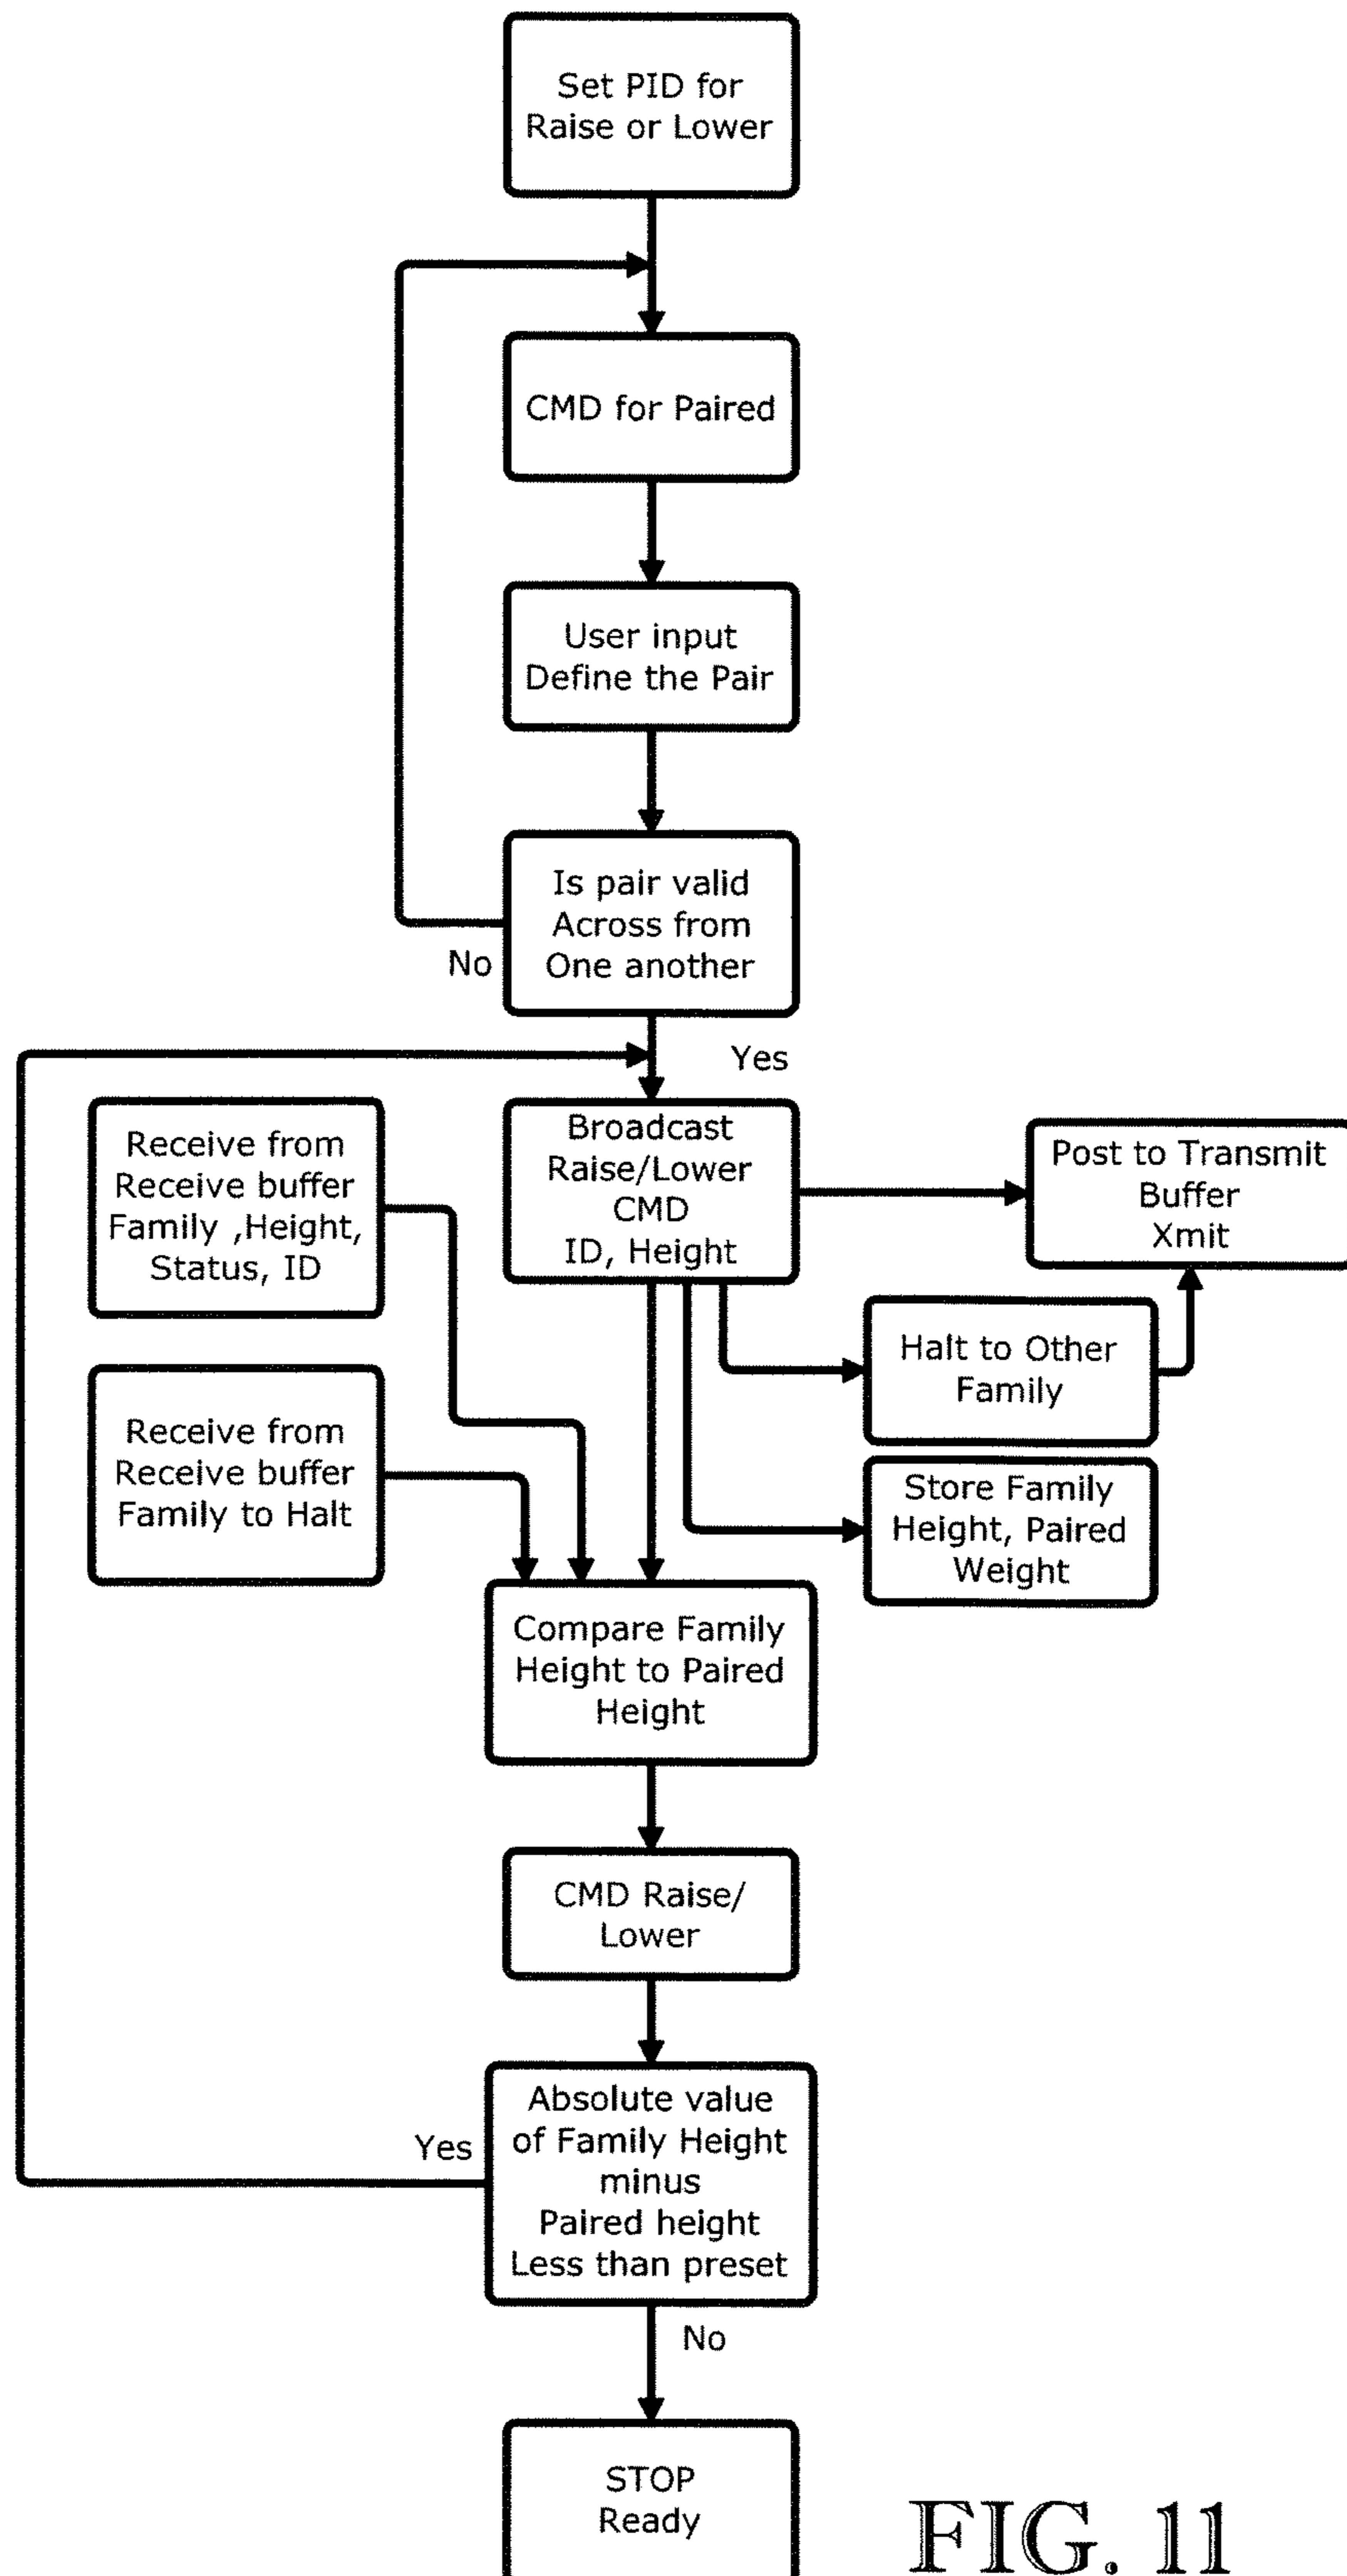 Set PID for
Raise or Lower
CMD for Paired
User input
Define the Pair
Is pair valid
Across from
One another
No
Yes
Receive from
Receive buffer
Family ,Height,
Status, ID
Broadcast
Raise/Lower
CMD
ID, Height
Post to Transmit
Buffer
Xmit
Halt to Other
Family
Receive from
Receive buffer
Family to Halt
Store Family
Height, Paired
Weight
Compare Family
Height to Paired
Height
CMD Raise/
Lower
Absolute value
of Family Height
minus
Paired height
Less than preset
Yes
No
STOP
Ready
FIG. 11